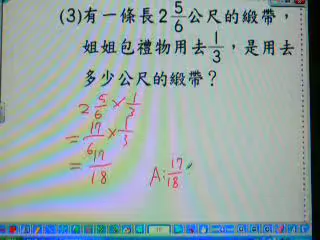 (3)有一條長2 5/6公尺的緞帶，
姐姐包禮物用去1/3，是用去
多少公尺的緞帶？
2 5/6 × 1/3
= 17/6 × 1/3
= 17/18
A: 17/18